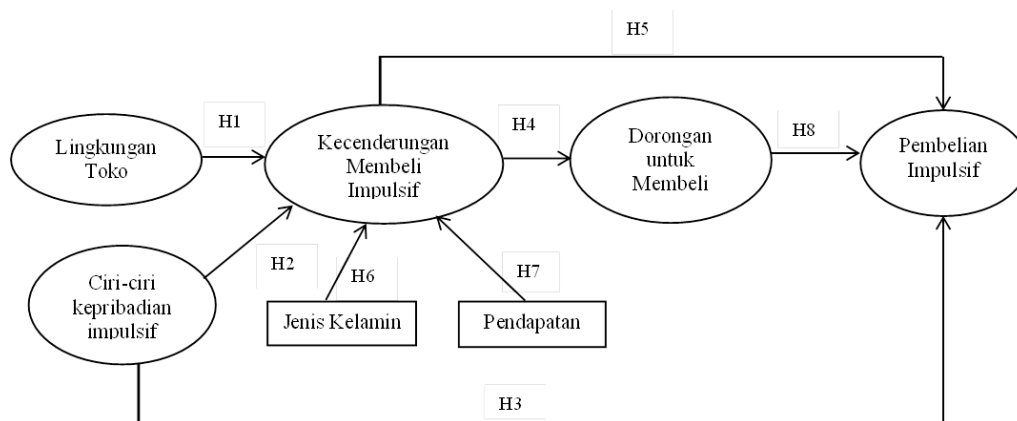 H5
H1
Lingkungan
Toko
Kecenderungan
Membeli
Impulsif
H4
Dorongan
untuk
Membeli
H8
Pembelian
Impulsif
Ciri-ciri
kepribadian
impulsif
H2
H6
H7
Jenis Kelamin
Pendapatan
H3